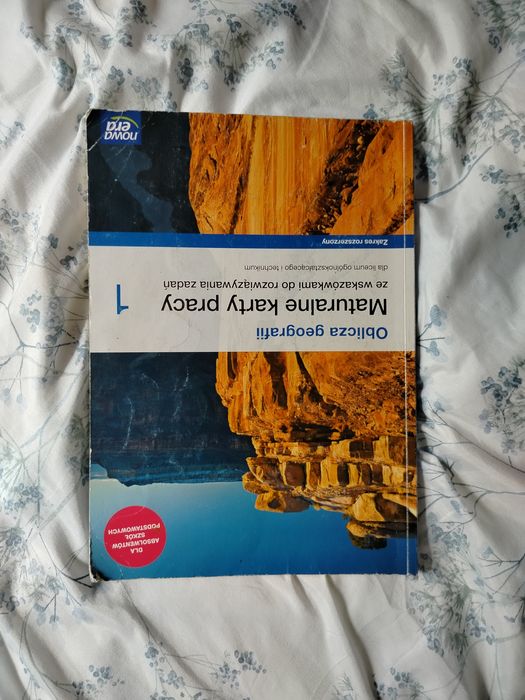 DLA
ABSOLWENTÓW
SZKÓŁ
PODSTAWOWYCH
Oblicza geografii
Maturalne karty pracy
1
ze wskazówkami do rozwiązywania zadań
dla liceum ogólnokształcącego i technikum
Zakres rozszerzony
nowa
era